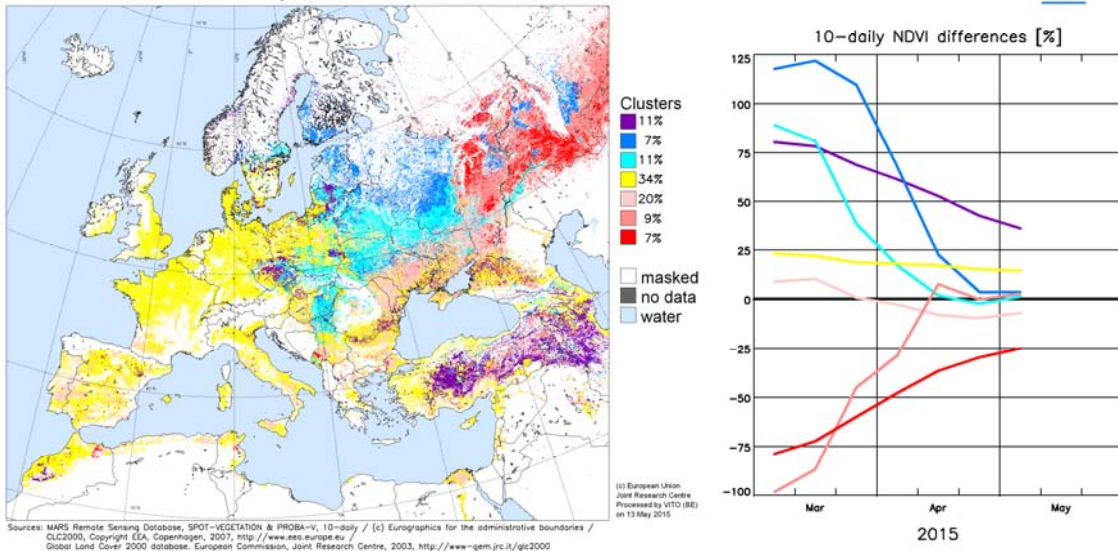 Clusters
11%
7%
11%
34%
20%
9%
7%
masked
no data
water
(c) European Union
Joint Research Centre
Processed by VITO (BE)
on 13 May 2015
Sources: MARS Remote Sensing Database, SPOT-VEGETATION & PROBA-V, 10-daily / (c) Eurographics for the administrative boundaries /
CLC2000, Copyright EEA, Copenhagen, 2007, http://www.eea.europe.eu /
Global Land Cover 2000 database. European Commission, Joint Research Centre, 2003, http://www-gem.jrc.it/glc2000
10-daily NDVI differences [%]
125
100
75
50
25
0
-25
-50
-75
-100
Mar
Apr
May
2015